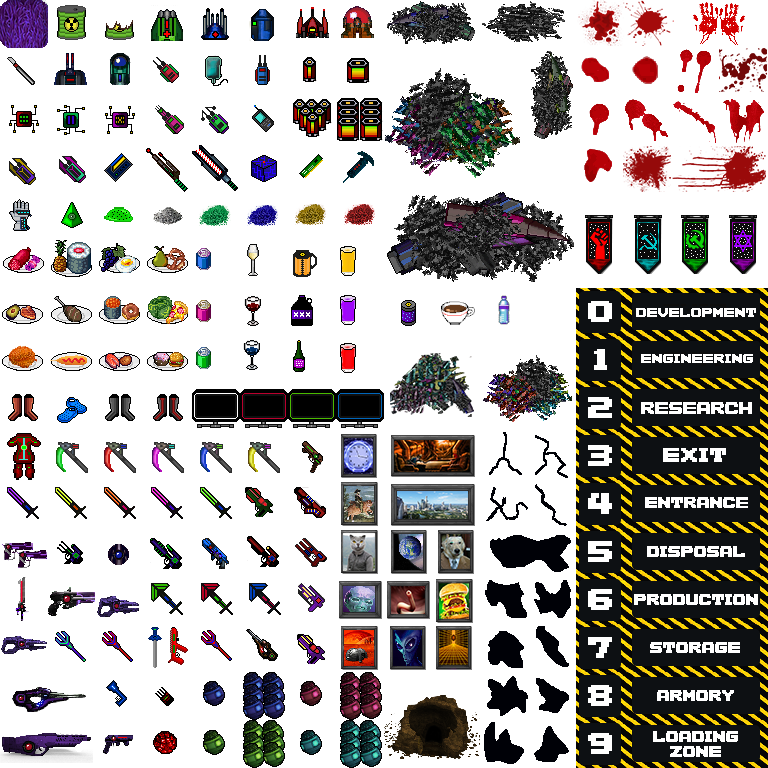 0 DEVELOPMENT
1 ENGINEERING
2 RESEARCH
3 EXIT
4 ENTRANCE
5 DISPOSAL
6 PRODUCTION
7 STORAGE
8 ARMORY
9 LOADING
ZONE